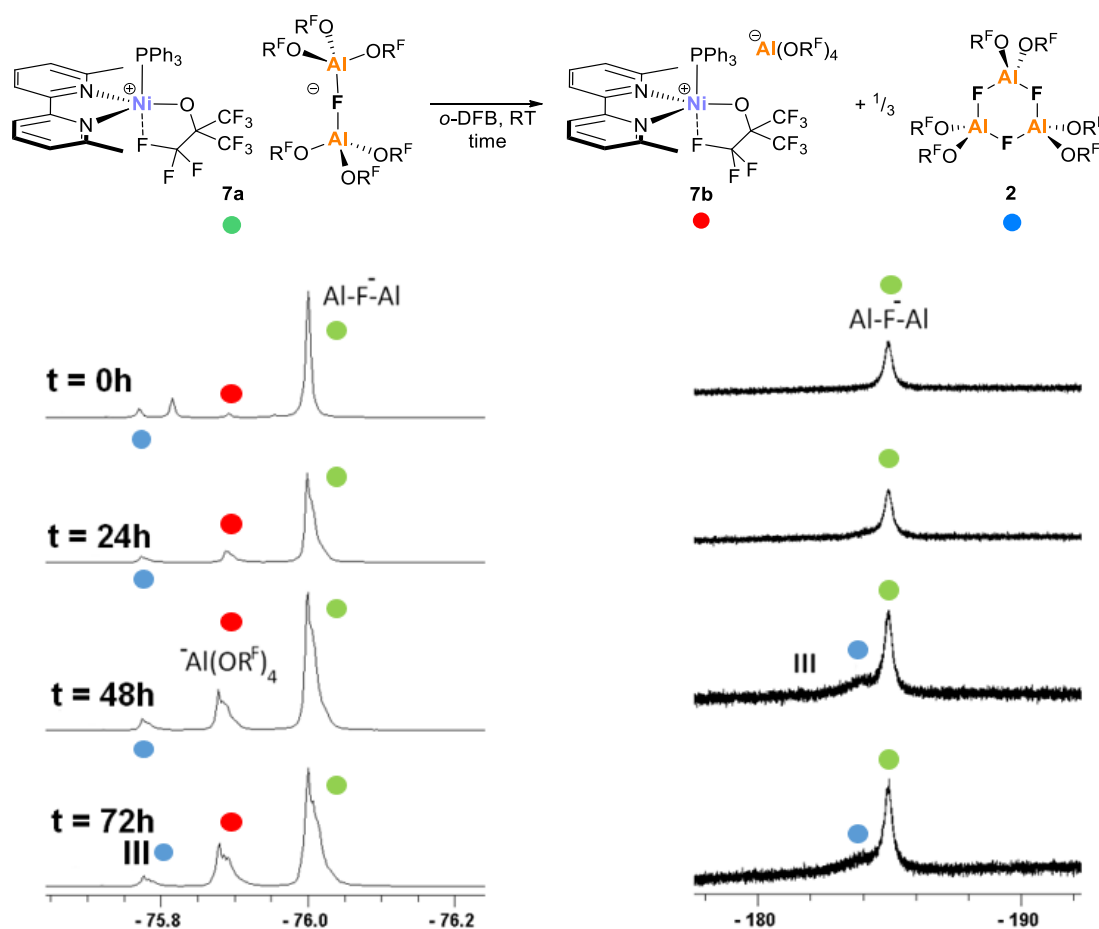 PPh₃
⊕
Ni
N
N
O
F
F
F
CF₃
CF₃
7a
RᶠO
RᶠO
ORᶠ
Al
⊖
F
Al
RᶠO
ORᶠ
ORᶠ
o-DFB, RT
time
PPh₃
⊕
Ni
N
N
O
F
F
F
CF₃
CF₃
7b
⊖
Al(ORᶠ)₄
+ 1/3
RᶠO
ORᶠ
Al
F
F
RᶠO
Al
Al
ORᶠ
RᶠO
F
ORᶠ
2
Al-F⁻-Al
Al-F⁻-Al
t = 0h
t = 24h
⁻Al(ORᶠ)₄
t = 48h
III
t = 72h
III
- 75.8
- 76.0
- 76.2
- 180
- 190